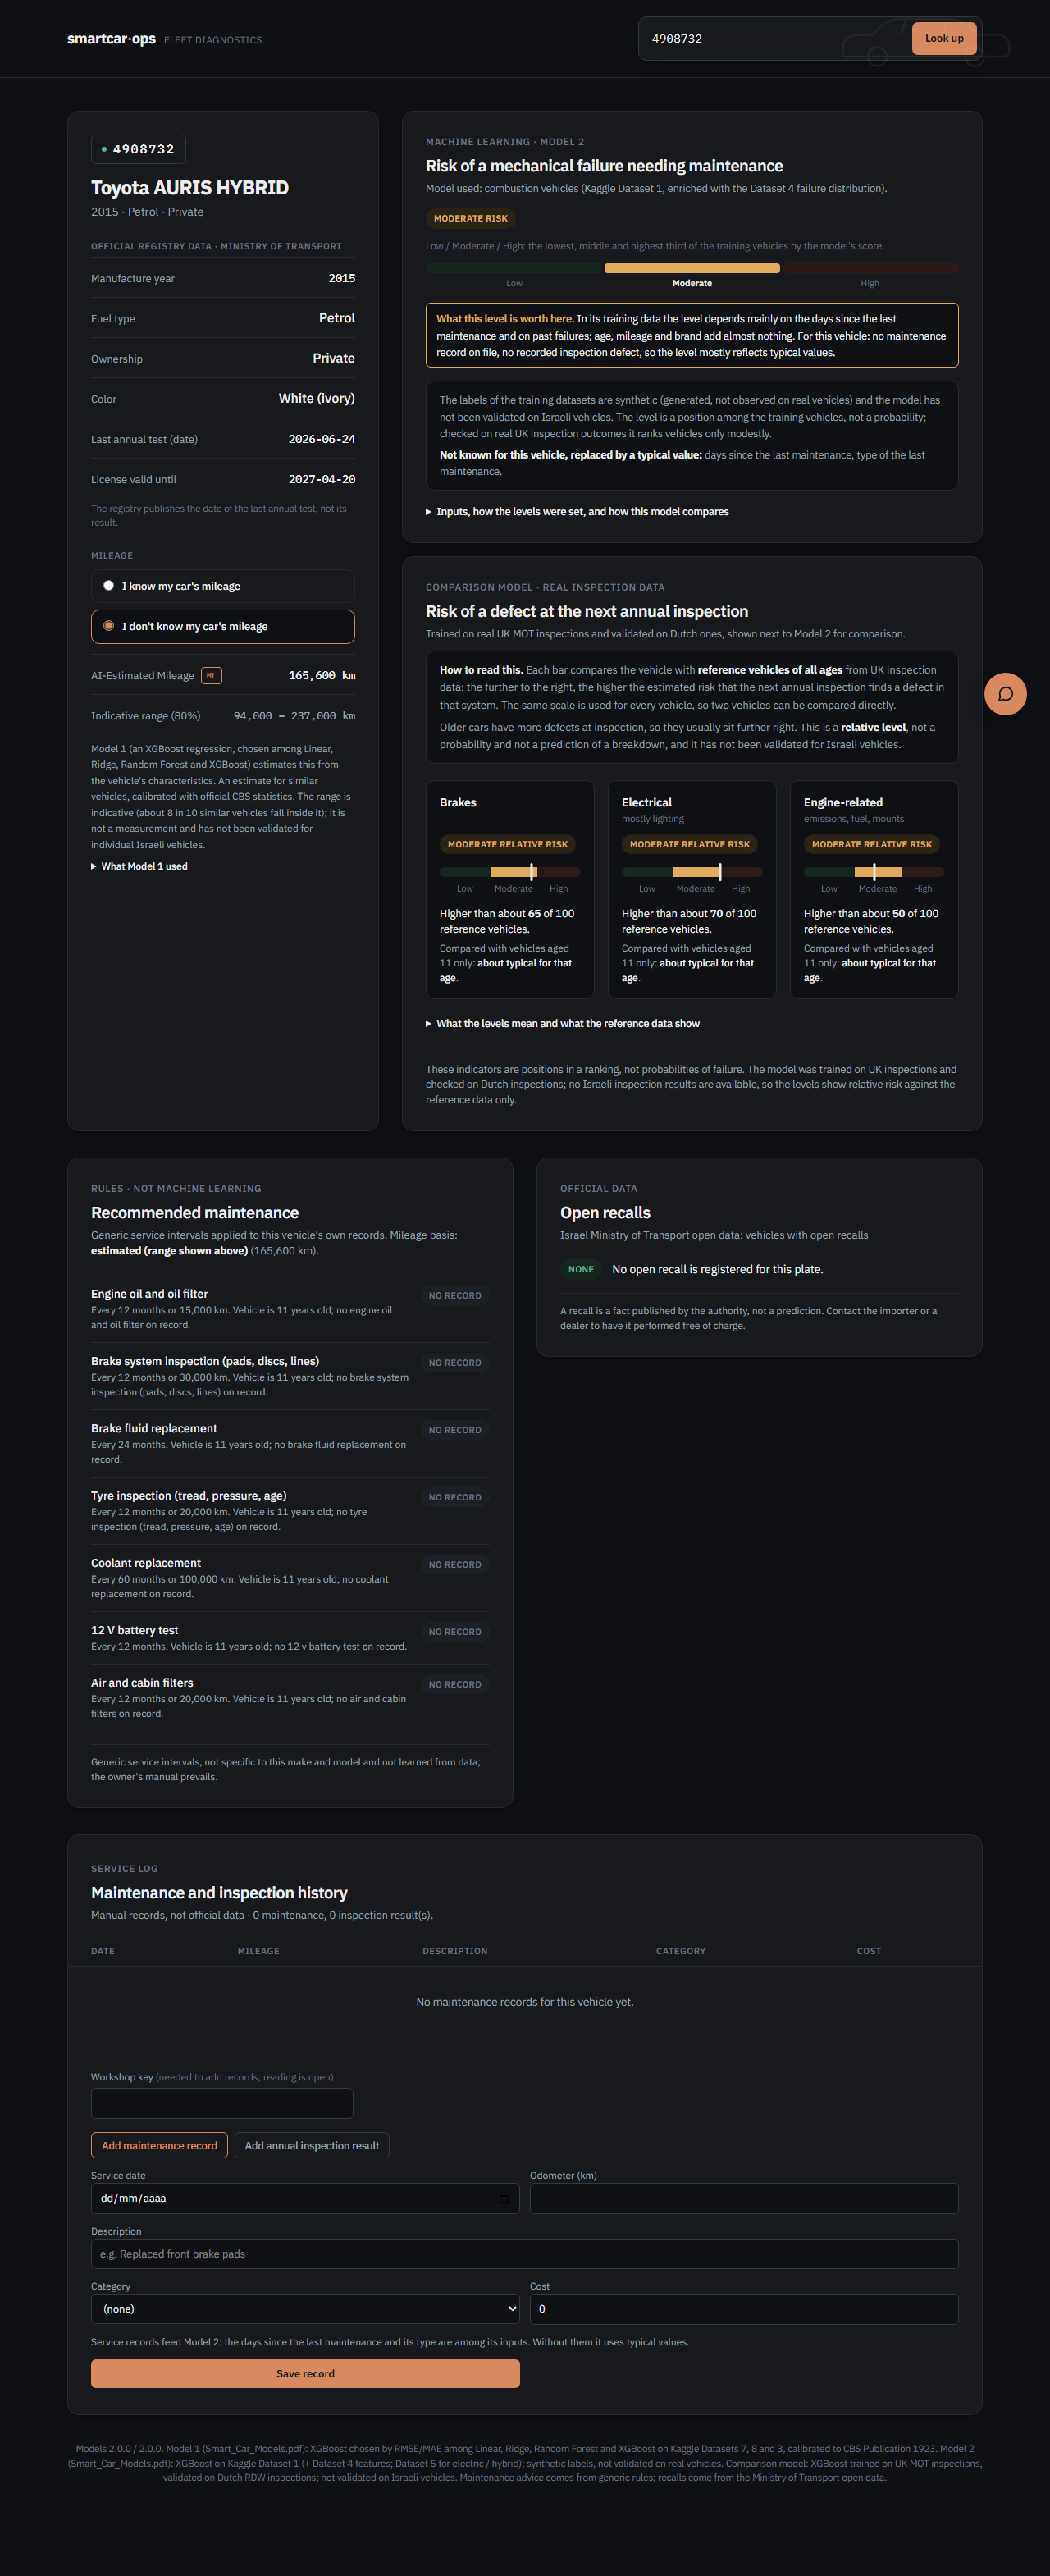 smartcar·ops FLEET DIAGNOSTICS
4908732
Look up
4908732
Toyota AURIS HYBRID
2015 · Petrol · Private
OFFICIAL REGISTRY DATA · MINISTRY OF TRANSPORT
Manufacture year 2015
Fuel type Petrol
Ownership Private
Color White (ivory)
Last annual test (date) 2026-06-24
License valid until 2027-04-20
The registry publishes the date of the last annual test, not its
result.
MILEAGE
I know my car's mileage
I don't know my car's mileage
AI-Estimated Mileage ML 165,600 km
Indicative range (80%) 94,000 – 237,000 km
Model 1 (an XGBoost regression, chosen among Linear,
Ridge, Random Forest and XGBoost) estimates this from
the vehicle's characteristics. An estimate for similar
vehicles, calibrated with official CBS statistics. The range is
indicative (about 8 in 10 similar vehicles fall inside it); it is
not a measurement and has not been validated for
individual Israeli vehicles.
What Model 1 used
MACHINE LEARNING · MODEL 2
Risk of a mechanical failure needing maintenance
Model used: combustion vehicles (Kaggle Dataset 1, enriched with the Dataset 4 failure distribution).
MODERATE RISK
Low / Moderate / High: the lowest, middle and highest third of the training vehicles by the model's score.
Low Moderate High
What this level is worth here. In its training data the level depends mainly on the days since the last
maintenance and on past failures; age, mileage and brand add almost nothing. For this vehicle: no maintenance
record on file, no recorded inspection defect, so the level mostly reflects typical values.
The labels of the training datasets are synthetic (generated, not observed on real vehicles) and the model has
not been validated on Israeli vehicles. The level is a position among the training vehicles, not a probability;
checked on real UK inspection outcomes it ranks vehicles only modestly.
Not known for this vehicle, replaced by a typical value: days since the last maintenance, type of the last
maintenance.
Inputs, how the levels were set, and how this model compares
COMPARISON MODEL · REAL INSPECTION DATA
Risk of a defect at the next annual inspection
Trained on real UK MOT inspections and validated on Dutch ones, shown next to Model 2 for comparison.
How to read this. Each bar compares the vehicle with reference vehicles of all ages from UK inspection
data: the further to the right, the higher the estimated risk that the next annual inspection finds a defect in
that system. The same scale is used for every vehicle, so two vehicles can be compared directly.
Older cars have more defects at inspection, so they usually sit further right. This is a relative level, not a
probability and not a prediction of a breakdown, and it has not been validated for Israeli vehicles.
Brakes
MODERATE RELATIVE RISK
Low Moderate High
Higher than about 65 of 100
reference vehicles.
Compared with vehicles aged
11 only: about typical for that
age.
Electrical
mostly lighting
MODERATE RELATIVE RISK
Low Moderate High
Higher than about 70 of 100
reference vehicles.
Compared with vehicles aged
11 only: about typical for that
age.
Engine-related
emissions, fuel, mounts
MODERATE RELATIVE RISK
Low Moderate High
Higher than about 50 of 100
reference vehicles.
Compared with vehicles aged
11 only: about typical for that
age.
What the levels mean and what the reference data show
These indicators are positions in a ranking, not probabilities of failure. The model was trained on UK inspections and
checked on Dutch inspections; no Israeli inspection results are available, so the levels show relative risk against the
reference data only.
RULES · NOT MACHINE LEARNING
Recommended maintenance
Generic service intervals applied to this vehicle's own records. Mileage basis:
estimated (range shown above) (165,600 km).
Engine oil and oil filter NO RECORD
Every 12 months or 15,000 km. Vehicle is 11 years old; no engine oil
and oil filter on record.
Brake system inspection (pads, discs, lines) NO RECORD
Every 12 months or 30,000 km. Vehicle is 11 years old; no brake system
inspection (pads, discs, lines) on record.
Brake fluid replacement NO RECORD
Every 24 months. Vehicle is 11 years old; no brake fluid replacement on
record.
Tyre inspection (tread, pressure, age) NO RECORD
Every 12 months or 20,000 km. Vehicle is 11 years old; no tyre
inspection (tread, pressure, age) on record.
Coolant replacement NO RECORD
Every 60 months or 100,000 km. Vehicle is 11 years old; no coolant
replacement on record.
12 V battery test NO RECORD
Every 12 months. Vehicle is 11 years old; no 12 v battery test on record.
Air and cabin filters NO RECORD
Every 12 months or 20,000 km. Vehicle is 11 years old; no air and cabin
filters on record.
Generic service intervals, not specific to this make and model and not learned from data;
the owner's manual prevails.
OFFICIAL DATA
Open recalls
Israel Ministry of Transport open data: vehicles with open recalls
NONE No open recall is registered for this plate.
A recall is a fact published by the authority, not a prediction. Contact the importer or a
dealer to have it performed free of charge.
SERVICE LOG
Maintenance and inspection history
Manual records, not official data · 0 maintenance, 0 inspection result(s).
DATE MILEAGE DESCRIPTION CATEGORY COST
No maintenance records for this vehicle yet.
Workshop key (needed to add records; reading is open)
Add maintenance record Add annual inspection result
Service date Odometer (km)
dd/mm/aaaa
Description
e.g. Replaced front brake pads
Category Cost
(none) 0
Service records feed Model 2: the days since the last maintenance and its type are among its inputs. Without them it uses typical values.
Save record
Models 2.0.0 / 2.0.0. Model 1 (Smart_Car_Models.pdf): XGBoost chosen by RMSE/MAE among Linear, Ridge, Random Forest and XGBoost on Kaggle Datasets 7, 8 and 3, calibrated to CBS Publication 1923. Model 2
(Smart_Car_Models.pdf): XGBoost on Kaggle Dataset 1 (+ Dataset 4 features; Dataset 5 for electric / hybrid); synthetic labels, not validated on real vehicles. Comparison model: XGBoost trained on UK MOT inspections,
validated on Dutch RDW inspections; not validated on Israeli vehicles. Maintenance advice comes from generic rules; recalls come from the Ministry of Transport open data.